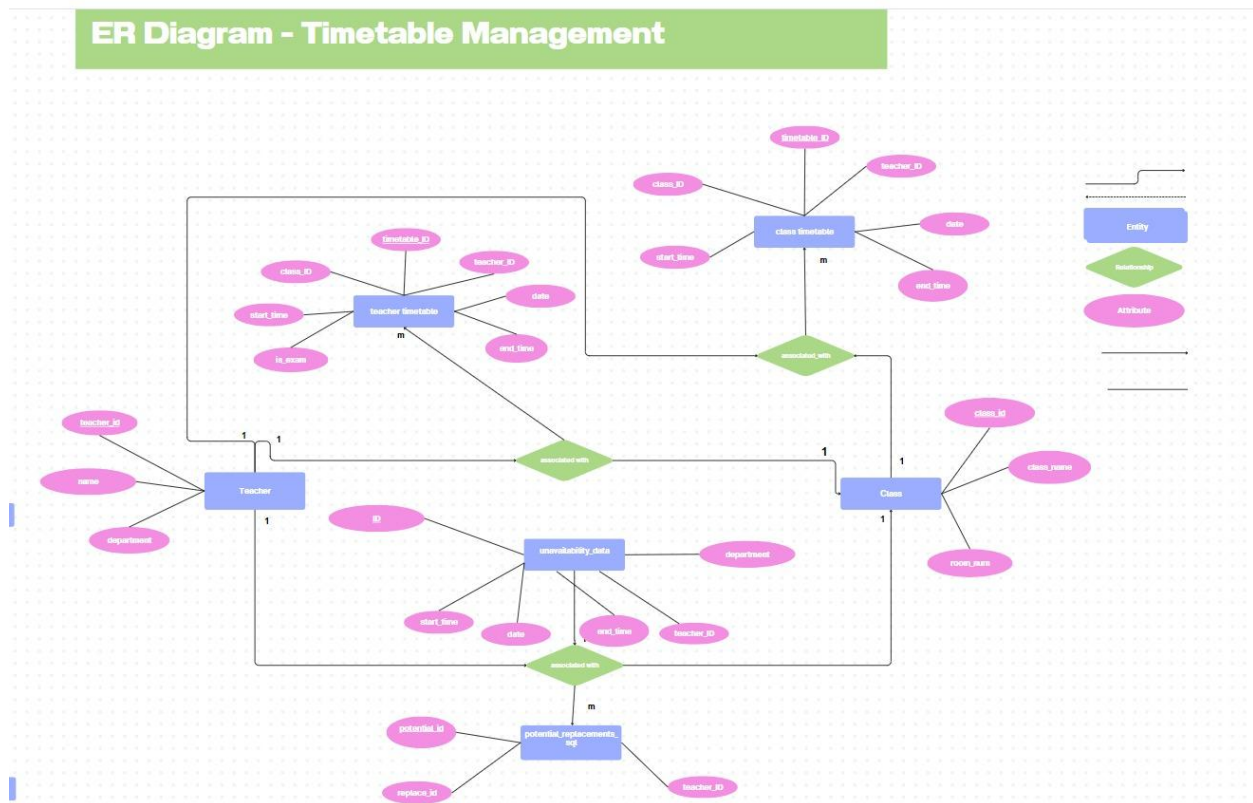 ER Diagram - Timetable Management
timetable_ID
teacher_ID
class_ID
class timetable
date
start_time
end_time
m
Entity
Relationship
Attribute
timetable_ID
teacher_ID
class_ID
date
start_time
teacher timetable
m
end_time
is_exam
associated_with
teacher_id
name
department
1
1
Teacher
1
associated with
1
1
Class
1
class_id
class_name
room_num
ID
unavailability_data
department
start_time
date
end_time
teacher_ID
associated with
m
potential_id
potential_replacements_
sql
replace_id
teacher_ID